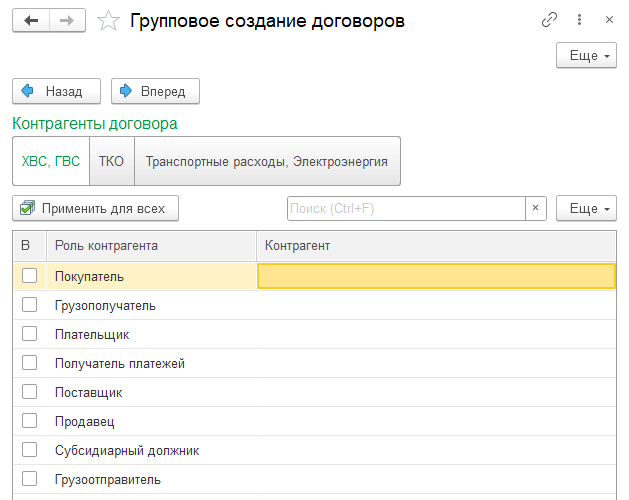 Групповое создание договоров
Еще
Назад
Вперед
Контрагенты договора
ХВС, ГВС
ТКО
Транспортные расходы, Электроэнергия
Применить для всех
Поиск (Ctrl+F)
×
Еще
В
Роль контрагента
Контрагент
Покупатель
Грузополучатель
Плательщик
Получатель платежей
Поставщик
Продавец
Субсидиарный должник
Грузоотправитель